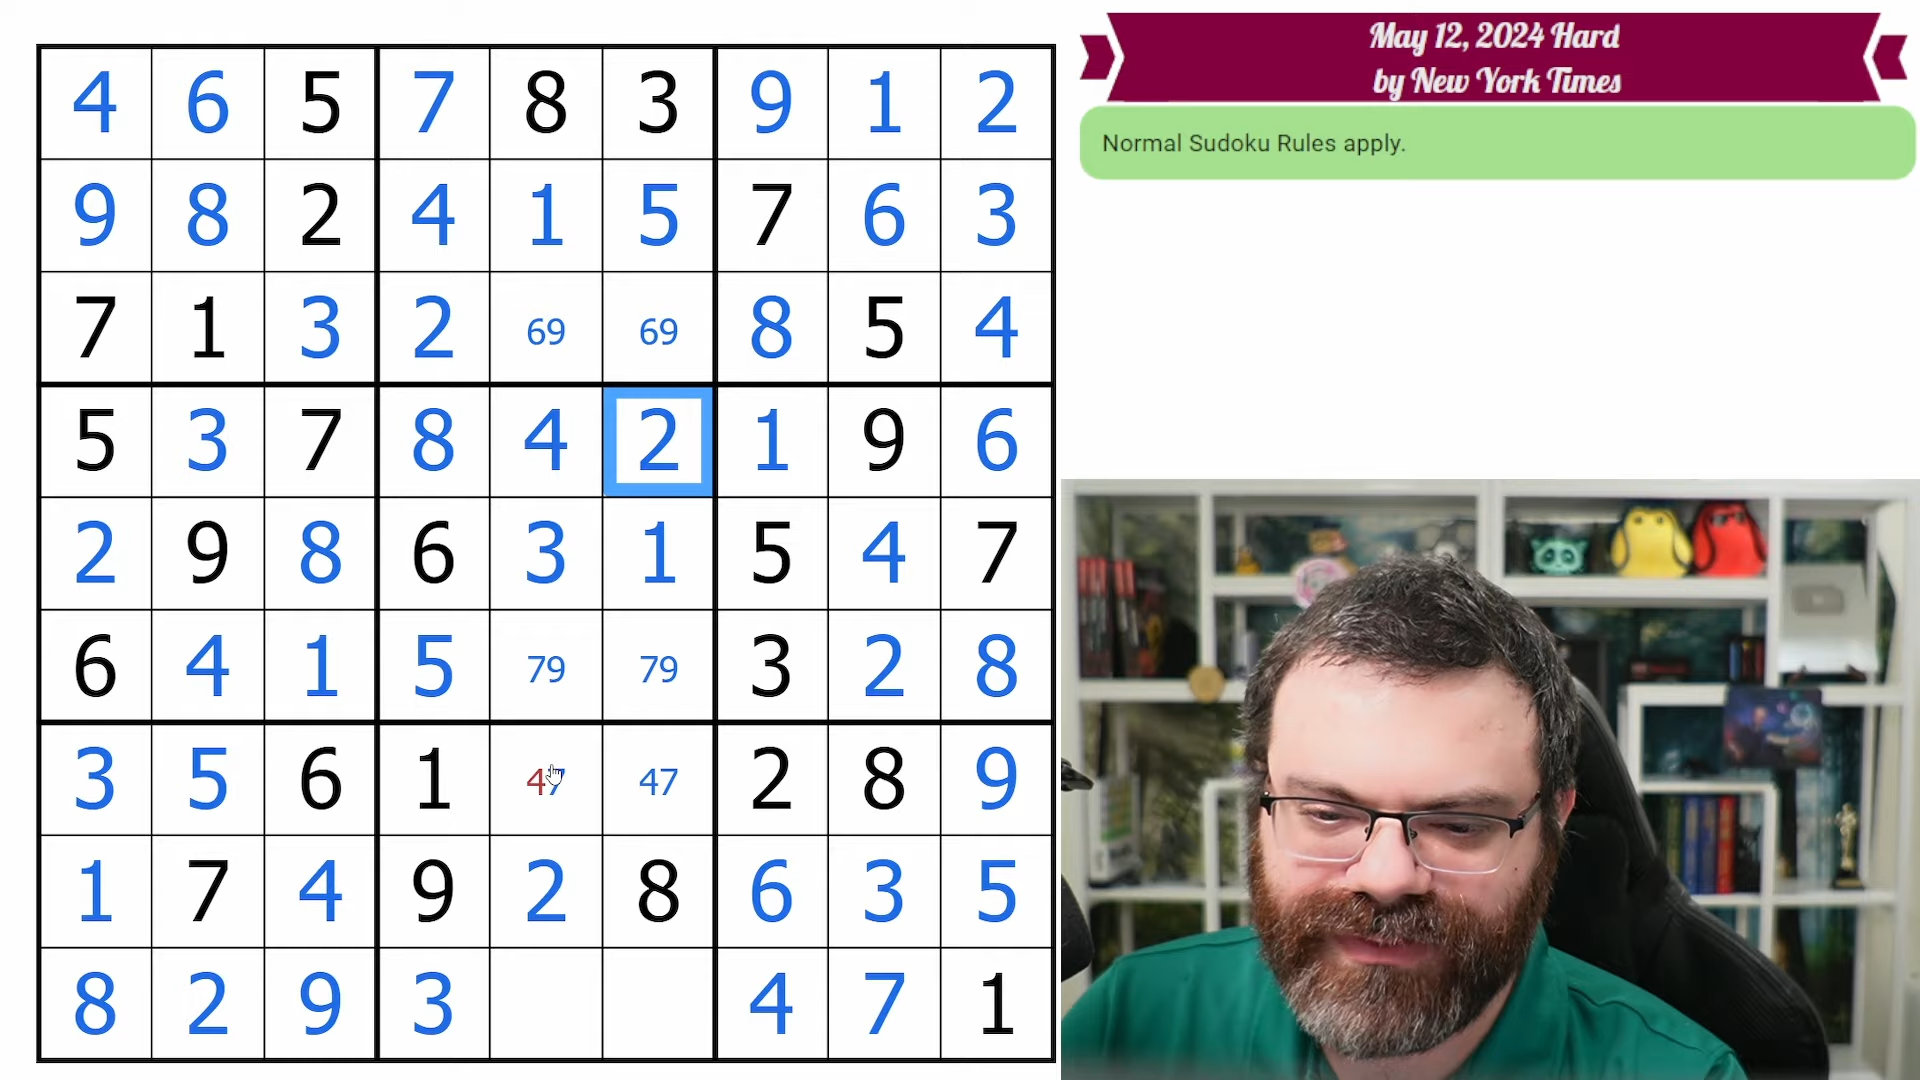 May 12, 2024 Hard
by New York Times
Normal Sudoku Rules apply.
4 6 5 7 8 3 9 1 2
9 8 2 4 1 5 7 6 3
7 1 3 2 69 69 8 5 4
5 3 7 8 4 2 1 9 6
2 9 8 6 3 1 5 4 7
6 4 1 5 79 79 3 2 8
3 5 6 1 47 47 2 8 9
1 7 4 9 2 8 6 3 5
8 2 9 3 4 7 1